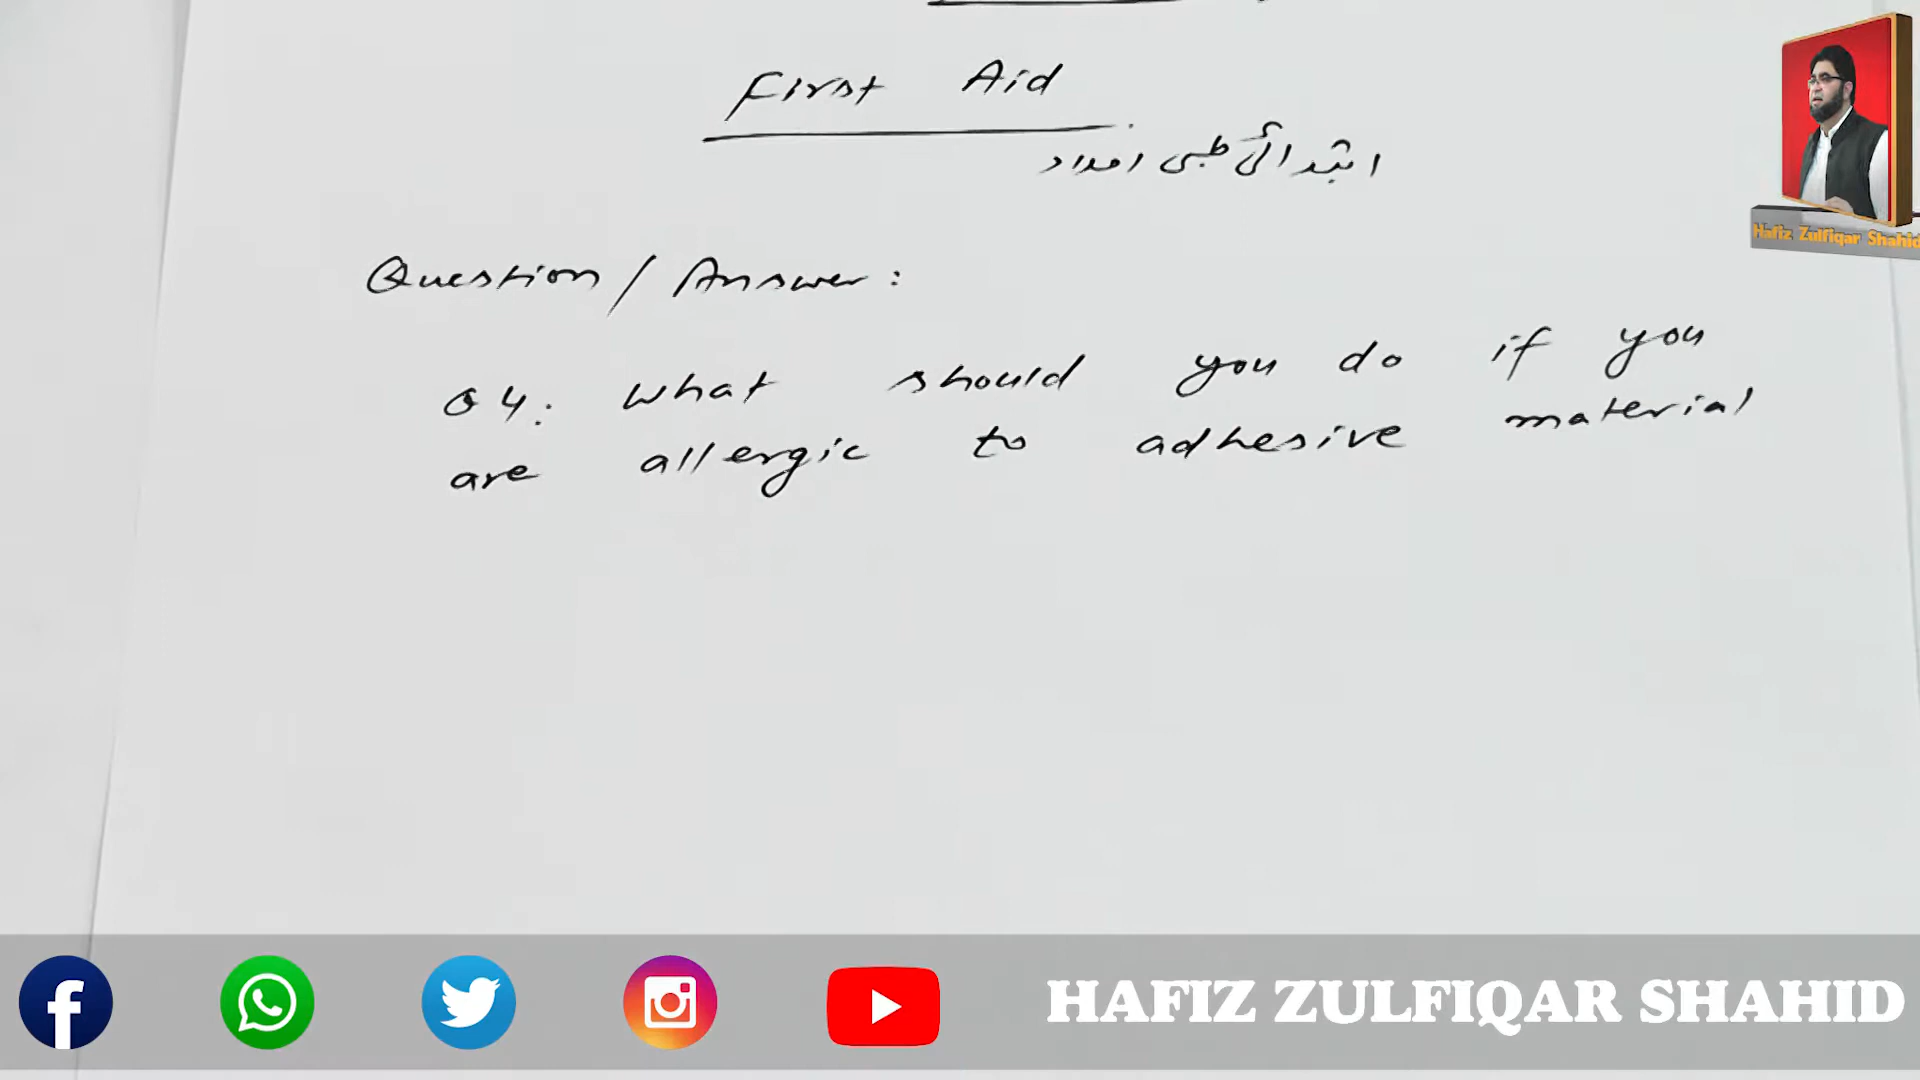 First Aid
ابتدائی طبی امداد
Question / Answer:
Q4: What should you do if you
are allergic to adhesive material
Hafiz Zulfiqar Shahid
HAFIZ ZULFIQAR SHAHID